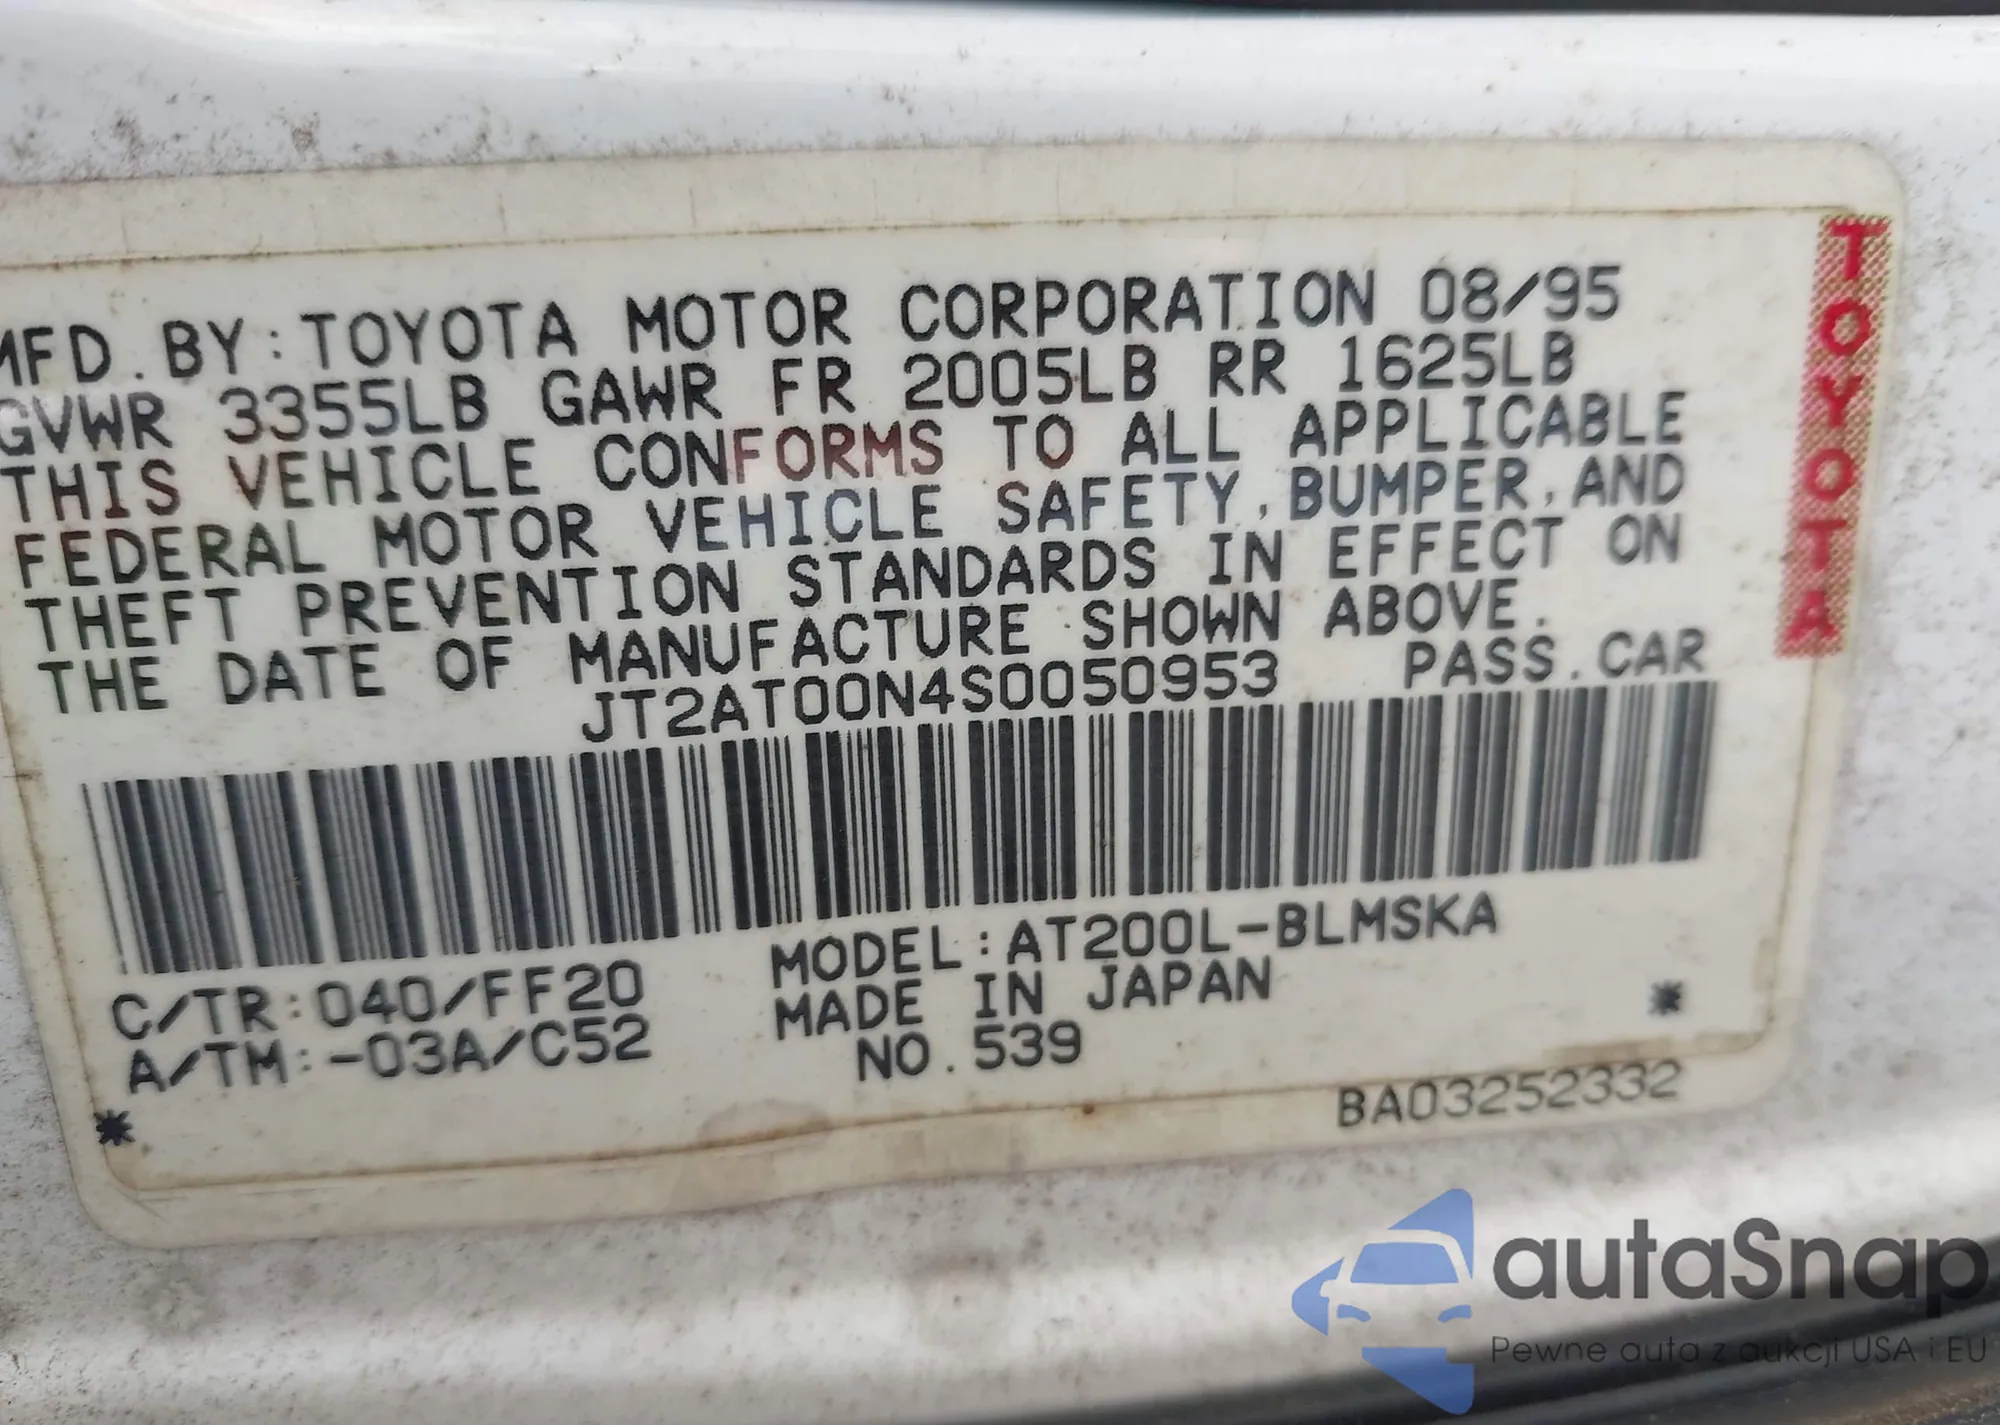 MFD. BY: TOYOTA MOTOR CORPORATION 08/95
GVWR 3355LB GAWR FR 2005LB RR 1625LB
THIS VEHICLE CONFORMS TO ALL APPLICABLE
FEDERAL MOTOR VEHICLE SAFETY, BUMPER, AND
THEFT PREVENTION STANDARDS IN EFFECT ON
THE DATE OF MANUFACTURE SHOWN ABOVE.
JT2AT00N4S0050953 PASS. CAR
C/TR: 040/FF20 MODEL: AT200L-BLMSKA
A/TM: -03A/C52 MADE IN JAPAN
NO. 539
* *
BA03252332
TOYOTA
autaSnap
Pewne auta z aukcji USA i EU